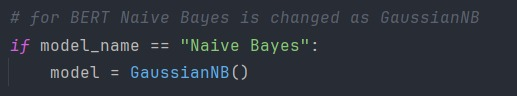 # for BERT Naive Bayes is changed as GaussianNB
if model_name == "Naive Bayes":
    model = GaussianNB()